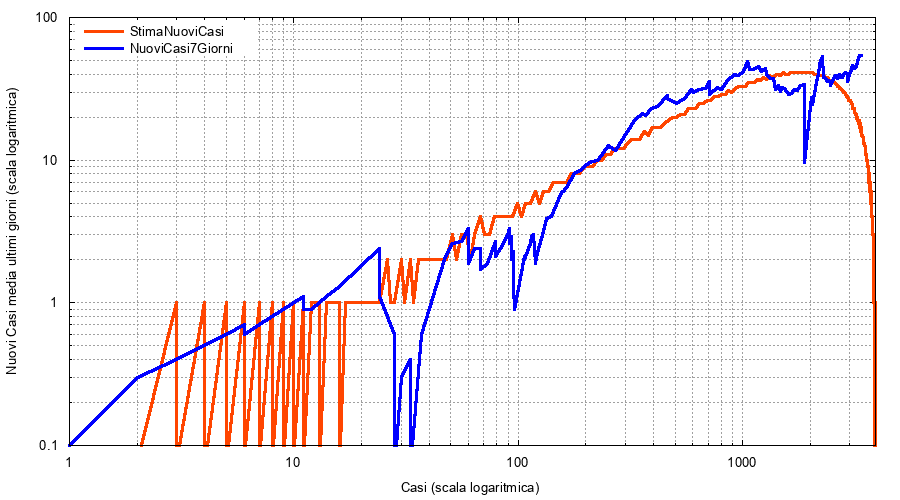 100
10
1
0.1
1
10
100
1000
StimaNuoviCasi
NuoviCasi7Giorni
Nuovi Casi media ultimi giorni (scala logaritmica)
Casi (scala logaritmica)